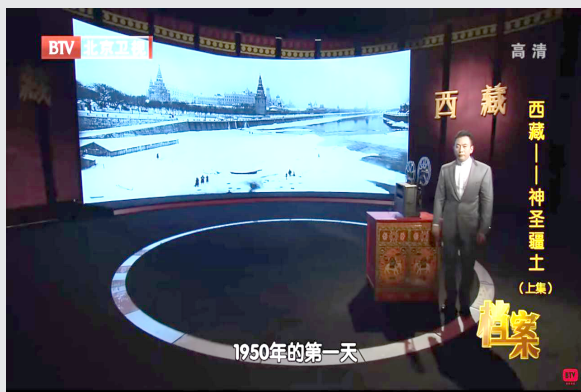 BTV 北京卫视
高清
西藏
西藏——神圣疆土
(上集)
档案
1950年的第一天
BTV